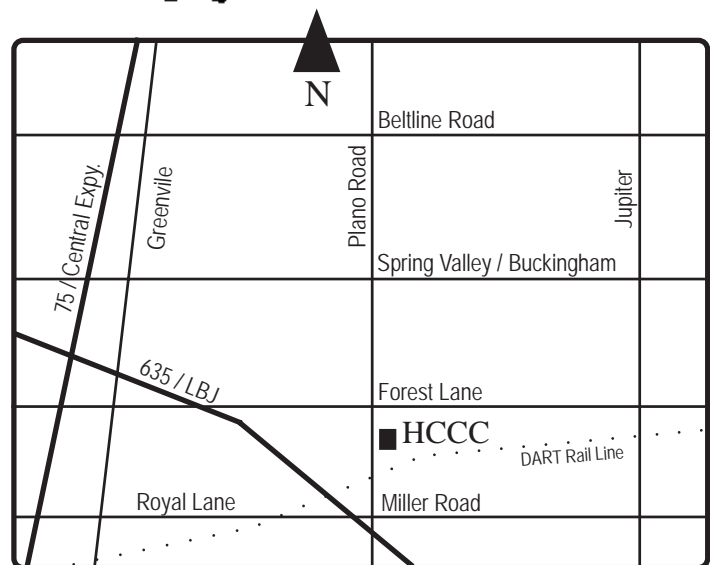 N
Beltline Road
75 / Central Expy.
Greenvile
Plano Road
Jupiter
Spring Valley / Buckingham
635 / LBJ
Forest Lane
HCCC
DART Rail Line
Royal Lane
Miller Road